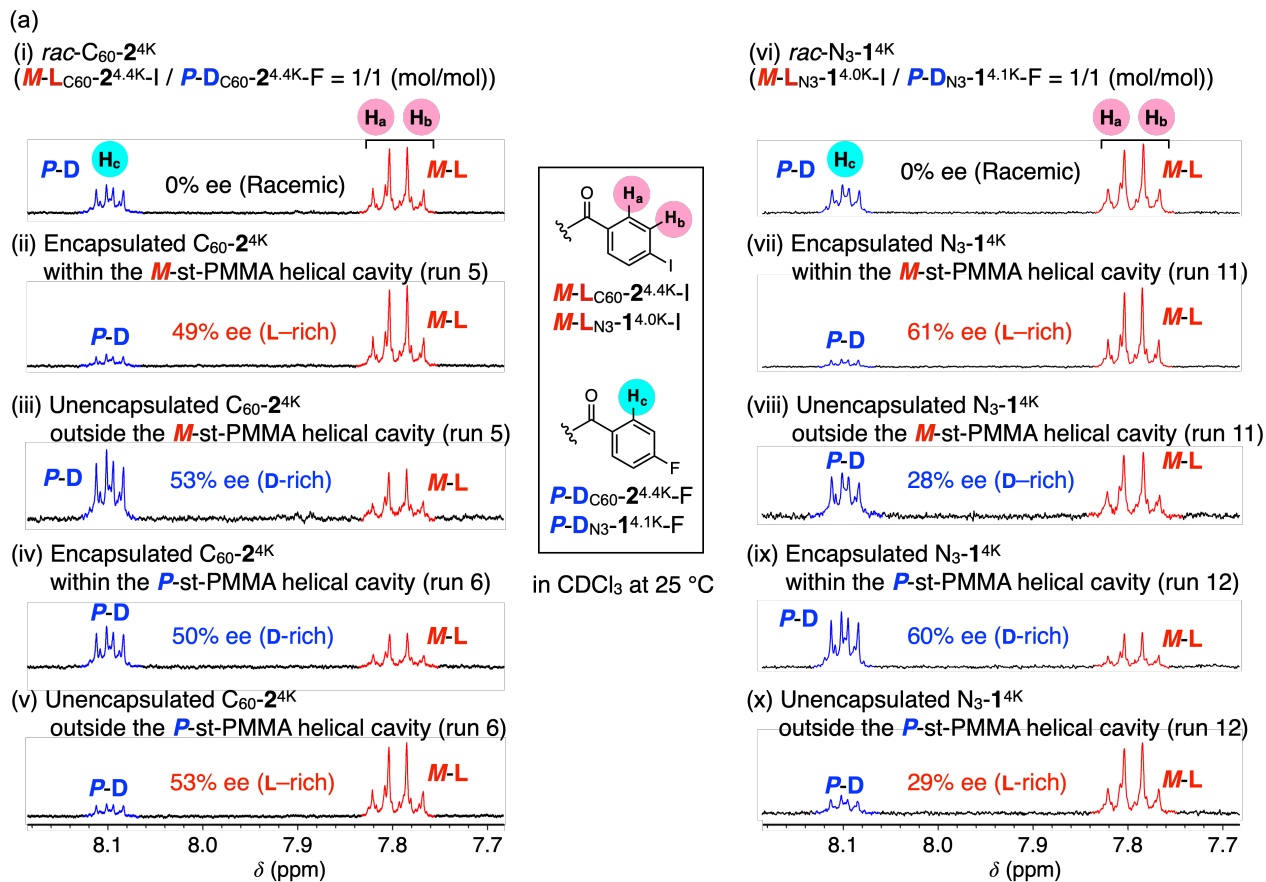 (a)
(i) rac-C60-2^4K
(M-L_C60-2^4.4K-I / P-D_C60-2^4.4K-F = 1/1 (mol/mol))
Ha Hb
P-D Hc 0% ee (Racemic) M-L
(ii) Encapsulated C60-2^4K
within the M-st-PMMA helical cavity (run 5)
P-D 49% ee (L–rich) M-L
(iii) Unencapsulated C60-2^4K
outside the M-st-PMMA helical cavity (run 5)
P-D 53% ee (D-rich) M-L
(iv) Encapsulated C60-2^4K
within the P-st-PMMA helical cavity (run 6)
P-D 50% ee (D-rich) M-L
(v) Unencapsulated C60-2^4K
outside the P-st-PMMA helical cavity (run 6)
P-D 53% ee (L–rich) M-L
8.1 8.0 7.9 7.8 7.7
δ (ppm)
O Ha
Hb
I
M-L_C60-2^4.4K-I
M-L_N3-1^4.0K-I
O Hc
F
P-D_C60-2^4.4K-F
P-D_N3-1^4.1K-F
in CDCl3 at 25 °C
(vi) rac-N3-1^4K
(M-L_N3-1^4.0K-I / P-D_N3-1^4.1K-F = 1/1 (mol/mol))
Ha Hb
P-D Hc 0% ee (Racemic) M-L
(vii) Encapsulated N3-1^4K
within the M-st-PMMA helical cavity (run 11)
P-D 61% ee (L–rich) M-L
(viii) Unencapsulated N3-1^4K
outside the M-st-PMMA helical cavity (run 11)
P-D 28% ee (D–rich) M-L
(ix) Encapsulated N3-1^4K
within the P-st-PMMA helical cavity (run 12)
P-D 60% ee (D-rich) M-L
(x) Unencapsulated N3-1^4K
outside the P-st-PMMA helical cavity (run 12)
P-D 29% ee (L-rich) M-L
8.1 8.0 7.9 7.8 7.7
δ (ppm)